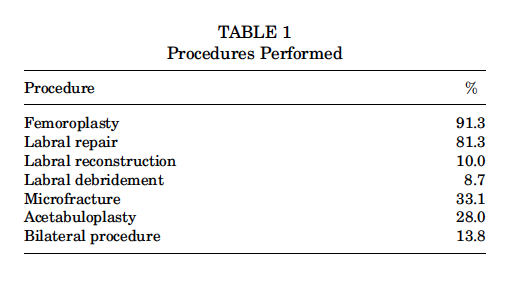 TABLE 1
Procedures Performed
Procedure %
Femoroplasty 91.3
Labral repair 81.3
Labral reconstruction 10.0
Labral debridement 8.7
Microfracture 33.1
Acetabuloplasty 28.0
Bilateral procedure 13.8